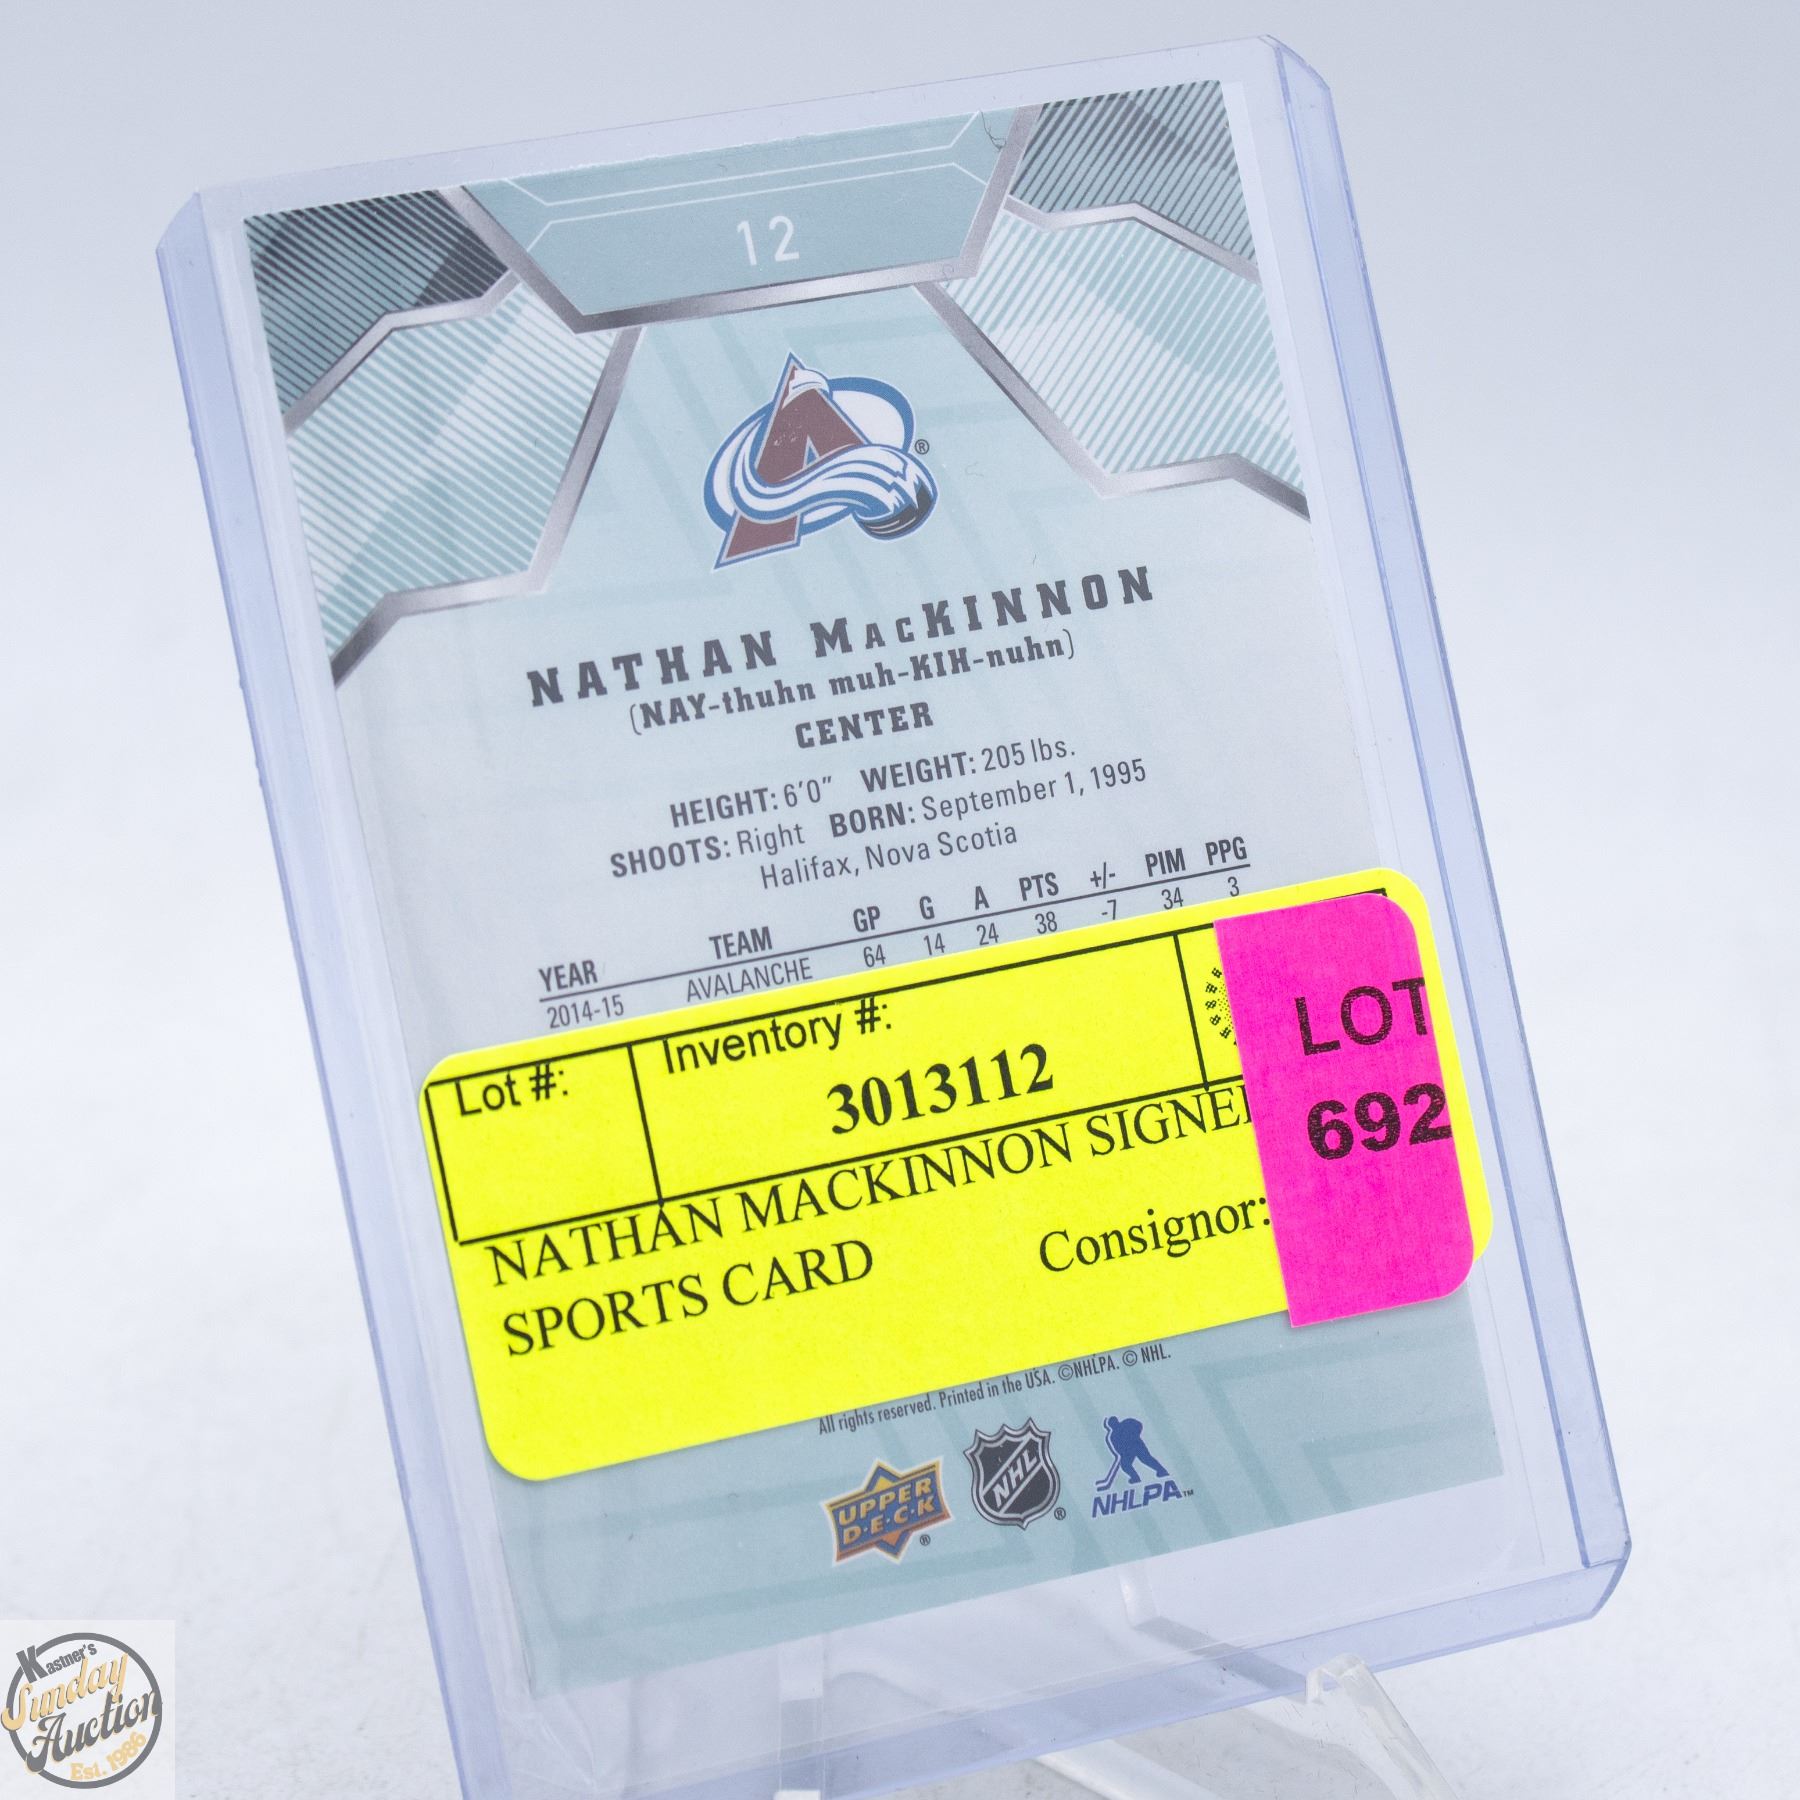 12
®
NATHAN MacKINNON
(NAY-thuhn muh-KIH-nuhn)
CENTER
HEIGHT: 6'0" WEIGHT: 205 lbs.
SHOOTS: Right BORN: September 1, 1995
Halifax, Nova Scotia
YEAR TEAM GP G A PTS +/- PIM PPG
2014-15 AVALANCHE 64 14 24 38 -7 34 3
Lot #: Inventory #:
3013112
LOT
692
NATHAN MACKINNON SIGNE
SPORTS CARD Consignor:
All rights reserved. Printed in the USA. ©NHLPA. © NHL.
UPPER
D·E·C·K ®
NHL ®
NHLPA™
Kastner's
Sunday
Auction
Est. 1986